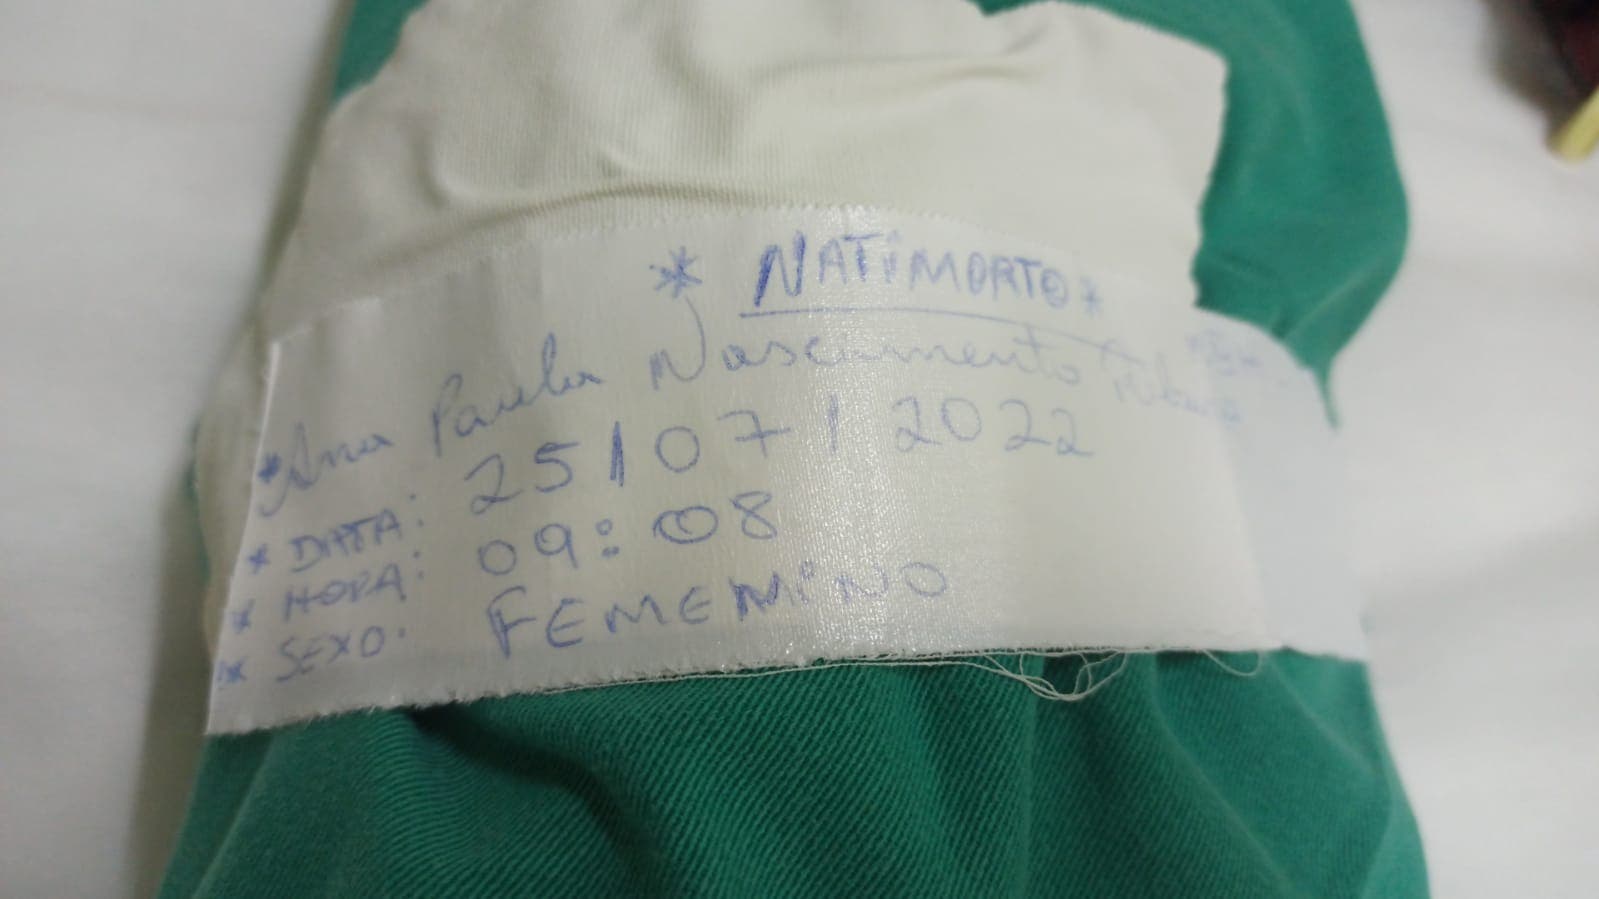 * NATIMORTO *
* Ana Paula Nascimento
* DATA: 25/07/2022
* HORA: 09:08
* SEXO: FEMEMINO